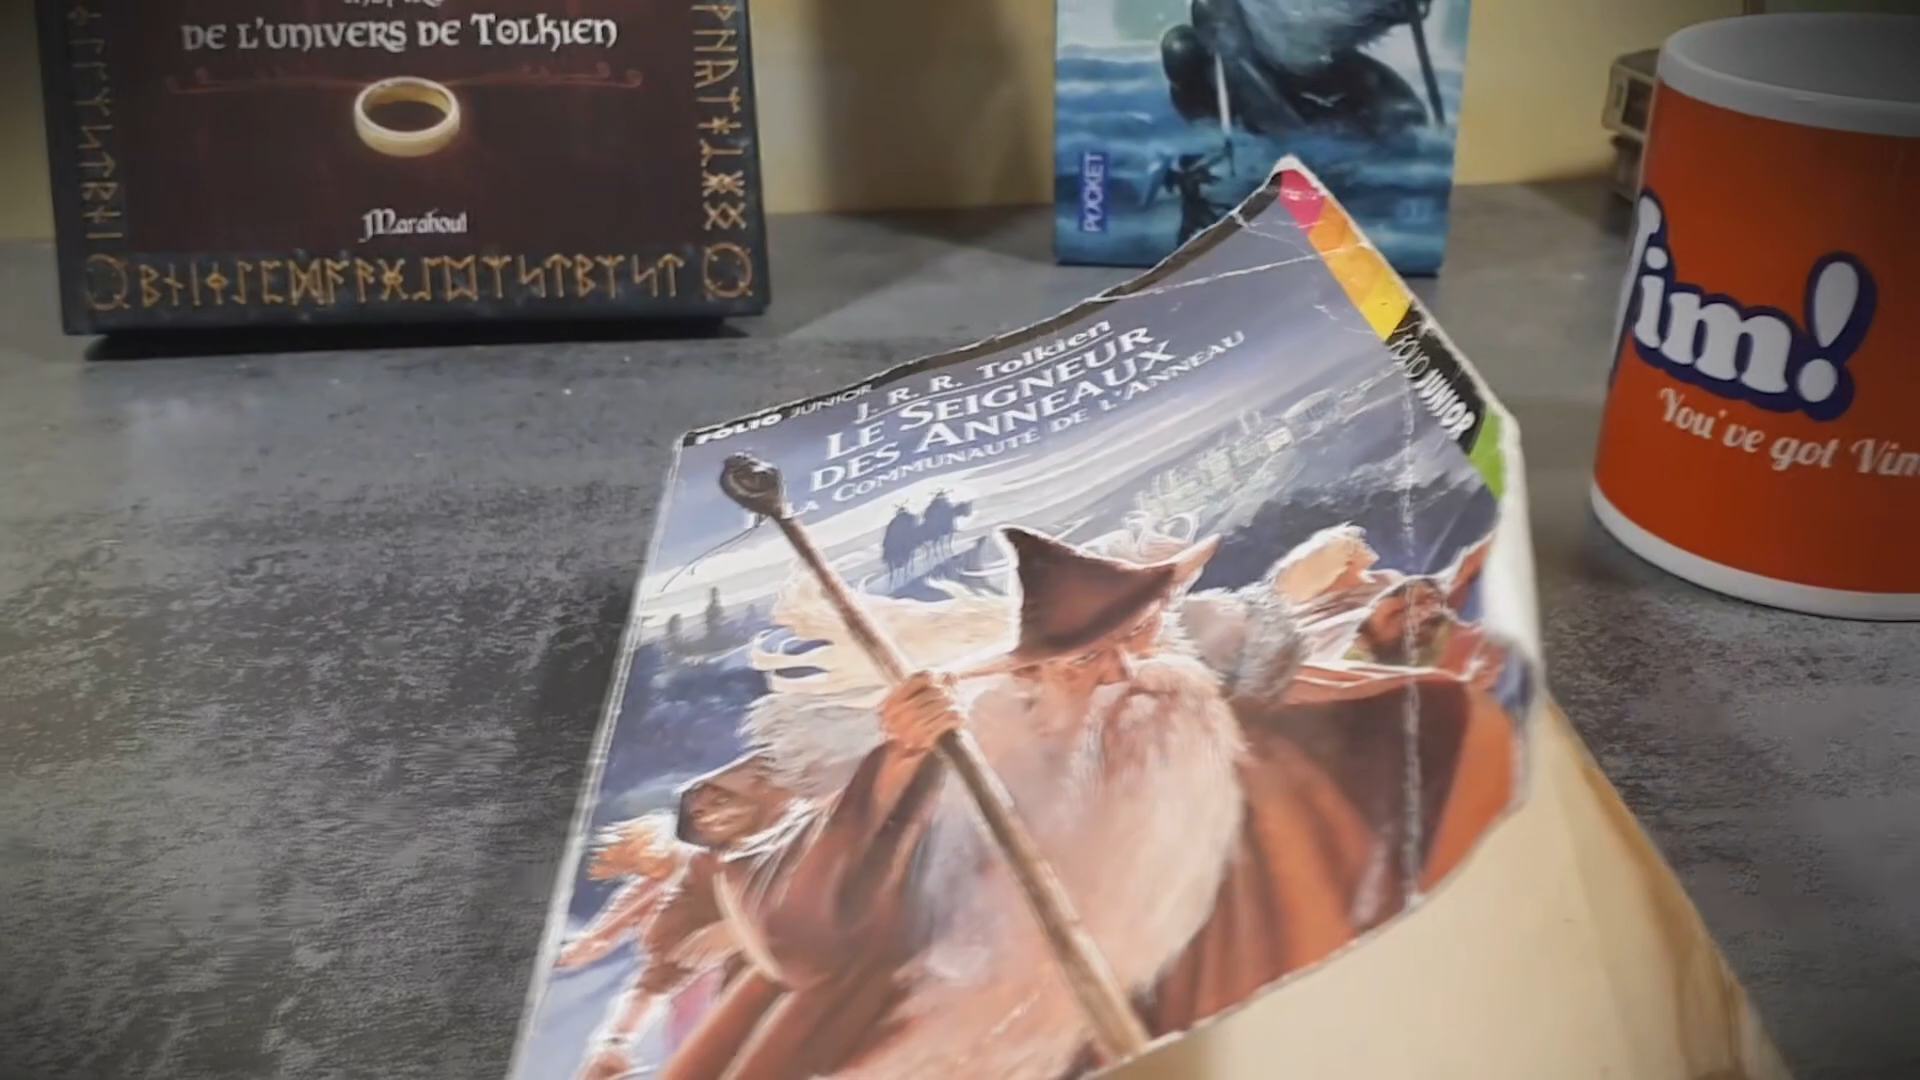 DE L'UNIVERS DE TOLKIEN
Marabout
POCKET
FOLIO JUNIOR
J. R. R. Tolkien
LE SEIGNEUR
DES ANNEAUX
LA COMMUNAUTÉ DE L'ANNEAU
FOLIO JUNIOR
Vim!
You've got Vim